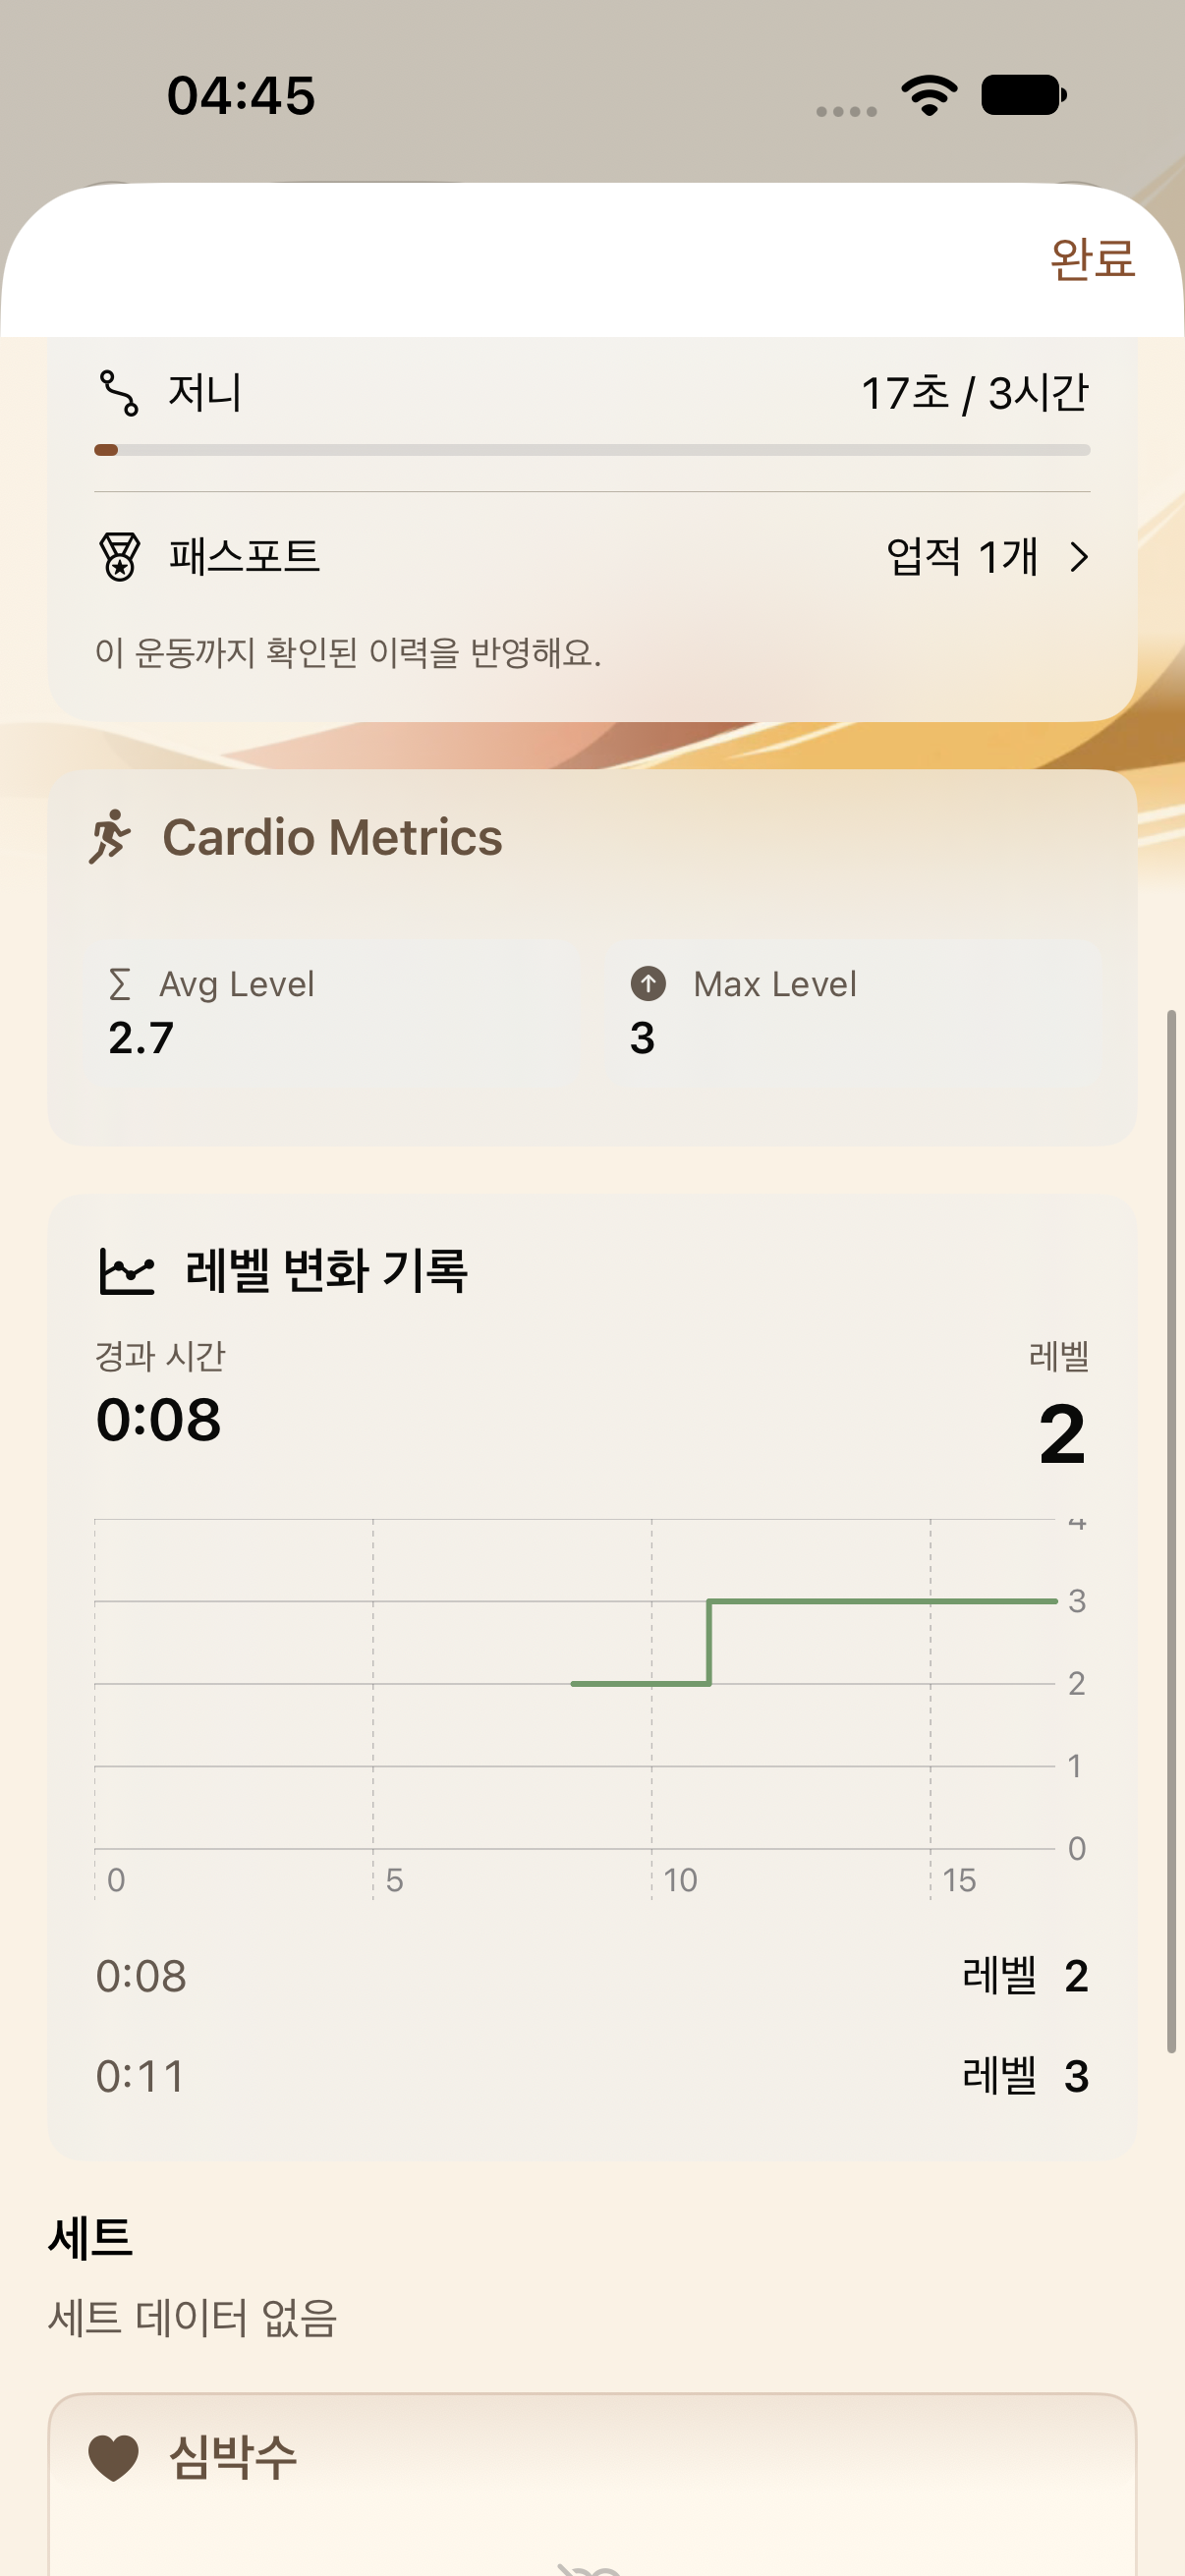 04:45
완료
저니 17초 / 3시간
패스포트 업적 1개
이 운동까지 확인된 이력을 반영해요.
Cardio Metrics
Avg Level Max Level
2.7 3
레벨 변화 기록
경과 시간 레벨
0:08 2
4
3
2
1
0
0 5 10 15
0:08 레벨 2
0:11 레벨 3
세트
세트 데이터 없음
심박수